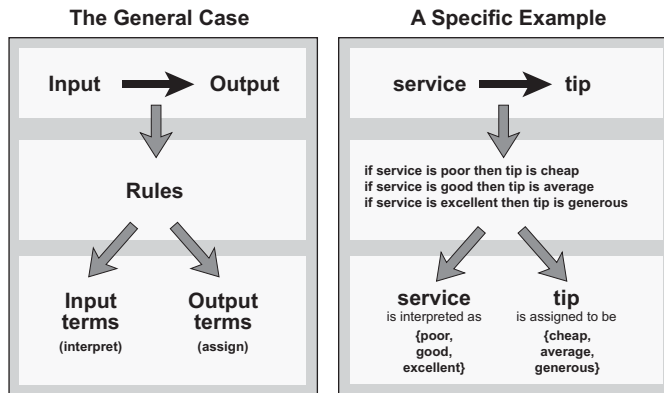 The General Case
Input Output
Rules
Input
terms
(interpret)
Output
terms
(assign)
A Specific Example
service tip
if service is poor then tip is cheap
if service is good then tip is average
if service is excellent then tip is generous
service
is interpreted as
{poor,
good,
excellent}
tip
is assigned to be
{cheap,
average,
generous}